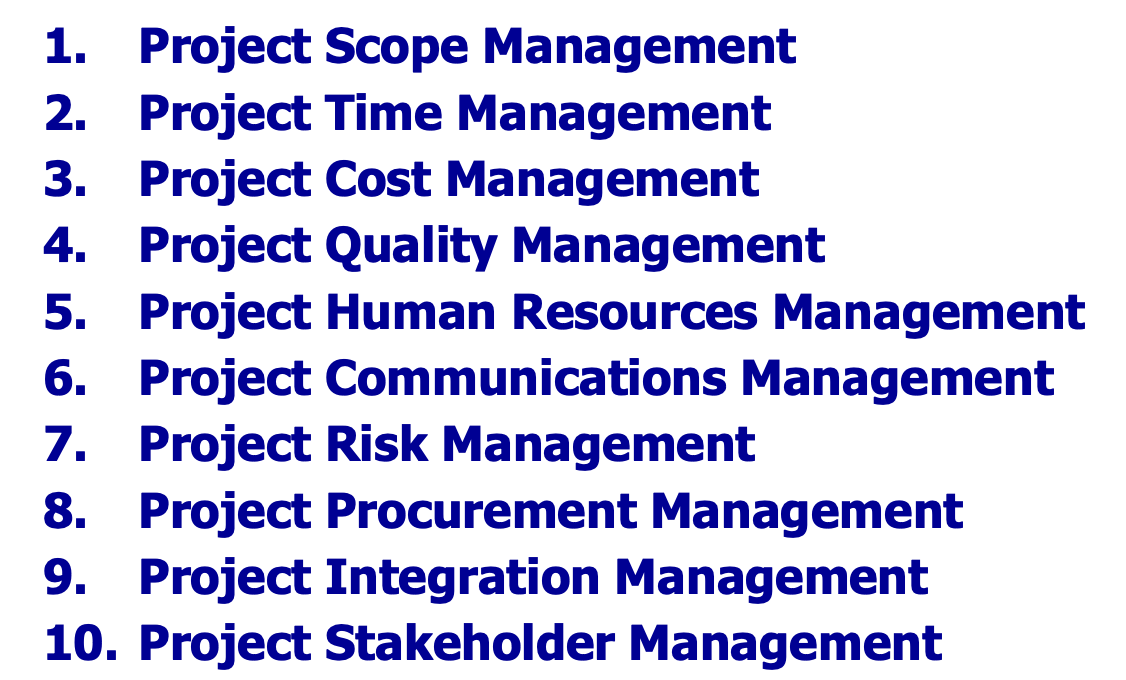 1. Project Scope Management
2. Project Time Management
3. Project Cost Management
4. Project Quality Management
5. Project Human Resources Management
6. Project Communications Management
7. Project Risk Management
8. Project Procurement Management
9. Project Integration Management
10. Project Stakeholder Management